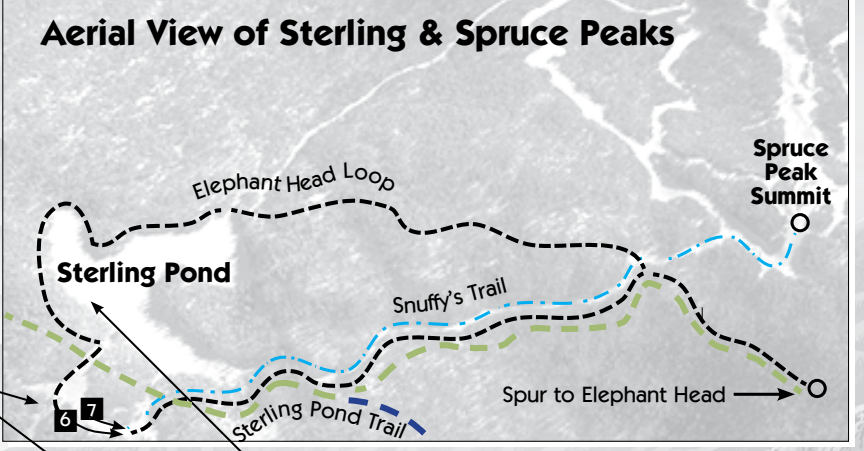 Aerial View of Sterling & Spruce Peaks
Spruce
Peak
Summit
Elephant Head Loop
Sterling Pond
Snuffy's Trail
Spur to Elephant Head
6
7
Sterling Pond Trail